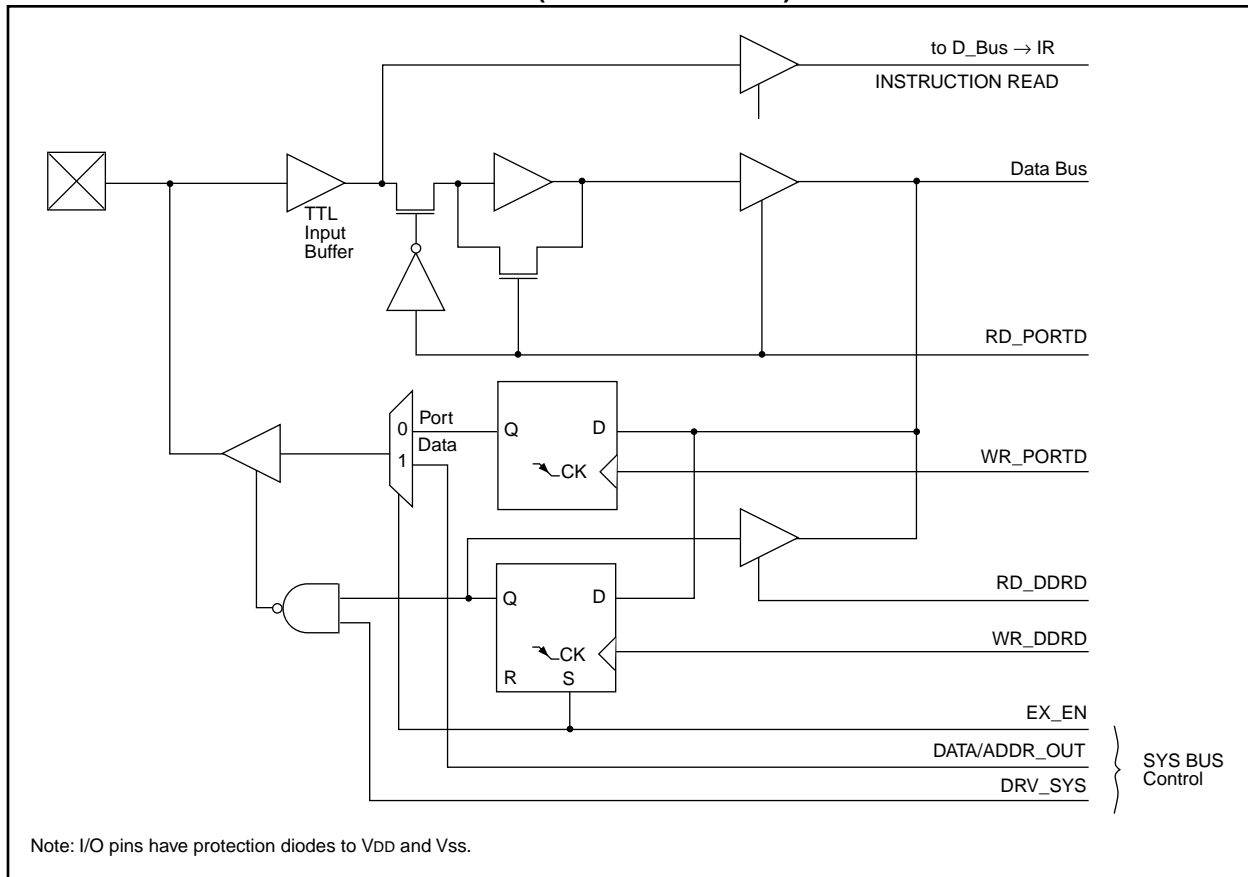 to D_Bus → IR
INSTRUCTION READ
Data Bus
TTL
Input
Buffer
RD_PORTD
Port
0
Data
1
Q
D
CK
WR_PORTD
RD_DDRD
Q
D
CK
R
S
WR_DDRD
EX_EN
DATA/ADDR_OUT
DRV_SYS
SYS BUS
Control
Note: I/O pins have protection diodes to VDD and Vss.